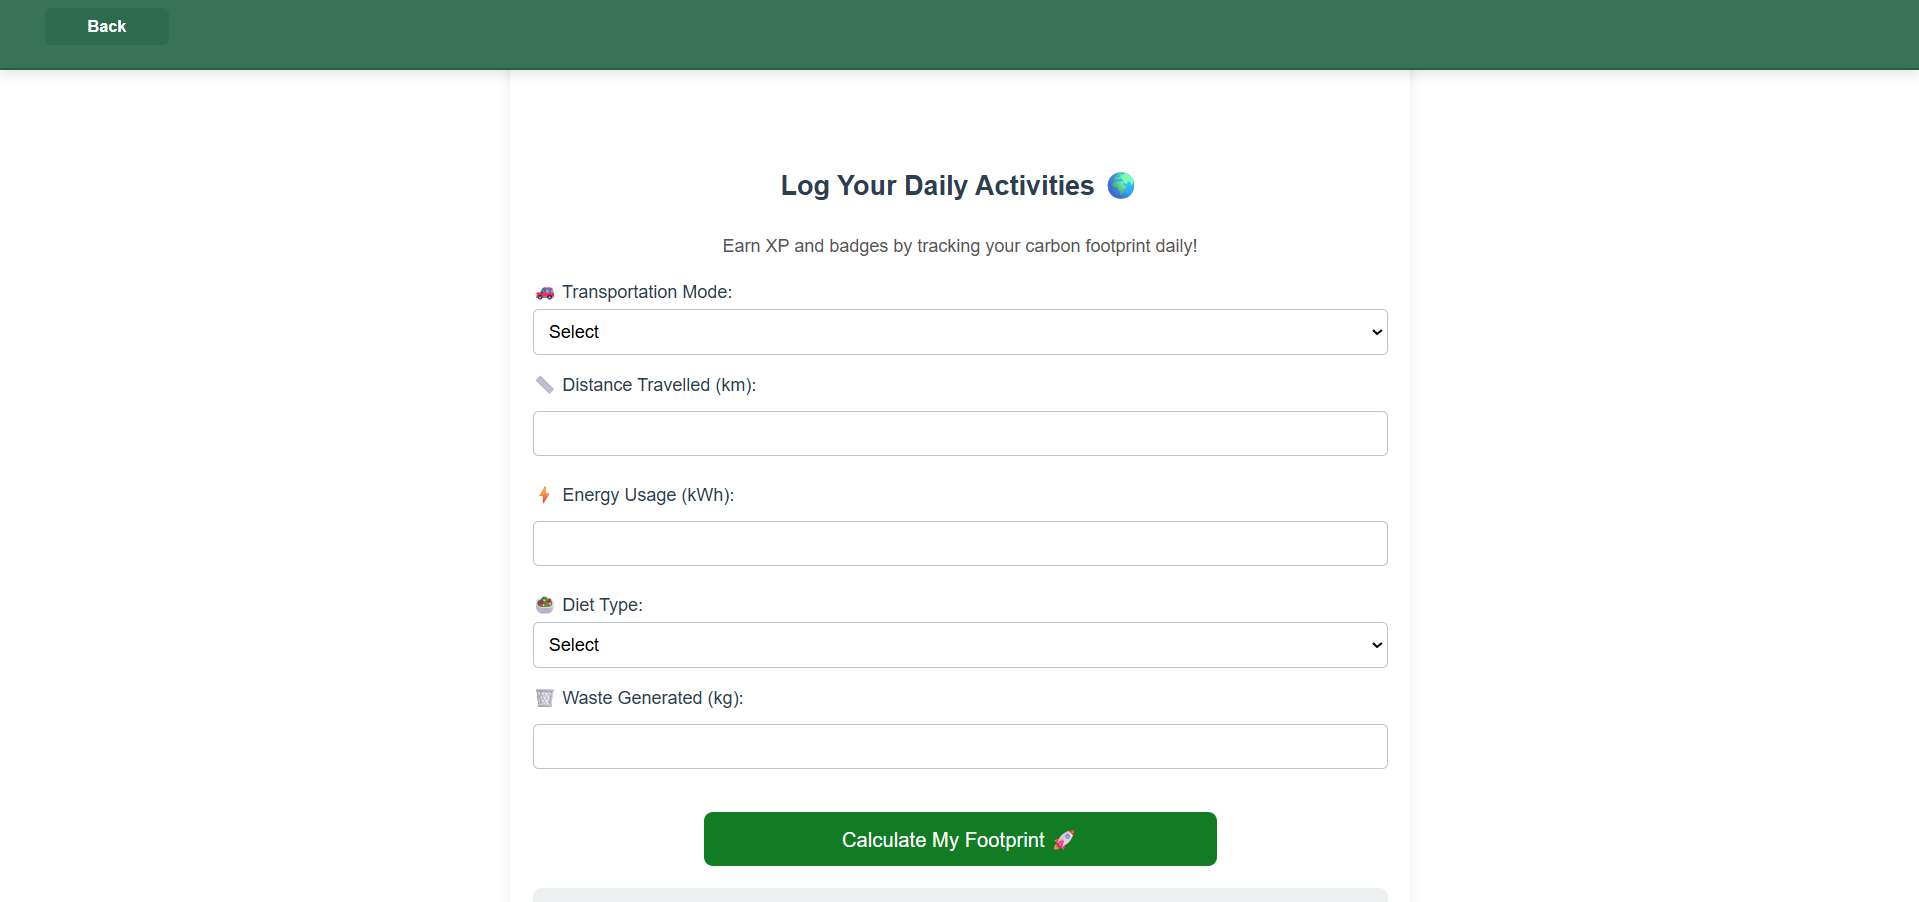 Back
Log Your Daily Activities 🌍
Earn XP and badges by tracking your carbon footprint daily!
🚗 Transportation Mode:
Select
📏 Distance Travelled (km):
⚡ Energy Usage (kWh):
🥗 Diet Type:
Select
🗑️ Waste Generated (kg):
Calculate My Footprint 🚀